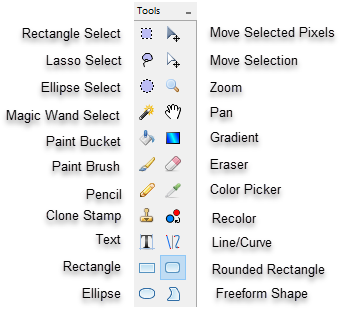 Tools
Rectangle Select
Move Selected Pixels
Lasso Select
Move Selection
Ellipse Select
Zoom
Magic Wand Select
Pan
Paint Bucket
Gradient
Paint Brush
Eraser
Pencil
Color Picker
Clone Stamp
Recolor
Text
Line/Curve
Rectangle
Rounded Rectangle
Ellipse
Freeform Shape